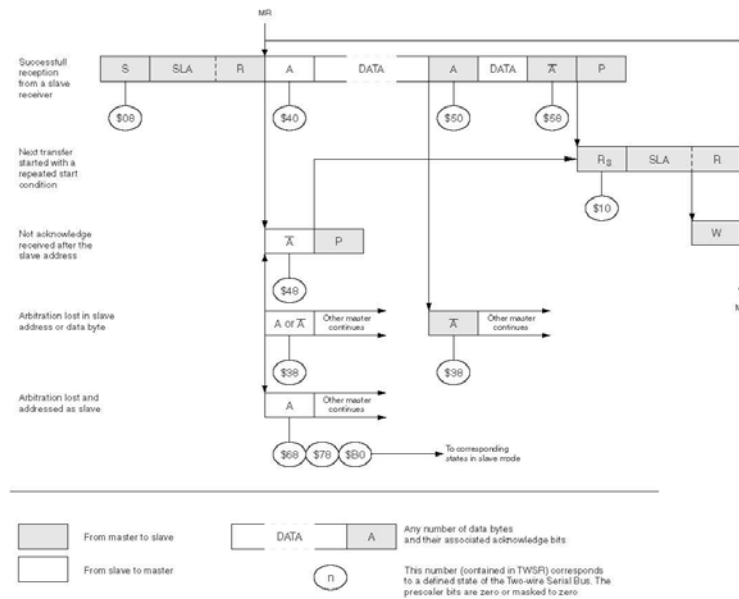 MR
Successfull
reception
from a slave
receiver
S SLA R A DATA A DATA A̅ P
$08 $40 $50 $58
Next transfer
started with a
repeated start
condition
RS SLA R
$10
Not acknowledge
received after the
slave address
A̅ P
W
$48
Arbitration lost in slave
address or data byte
A or A̅ Other master
continues
A̅ Other master
continues
$38 $38
Arbitration lost and
addressed as slave
A Other master
continues
$68 $78 $B0
To corresponding
states in slave mode
From master to slave
DATA A
Any number of data bytes
and their associated acknowledge bits
From slave to master
n
This number (contained in TWSR) corresponds
to a defined state of the Two-wire Serial Bus. The
prescaler bits are zero or masked to zero